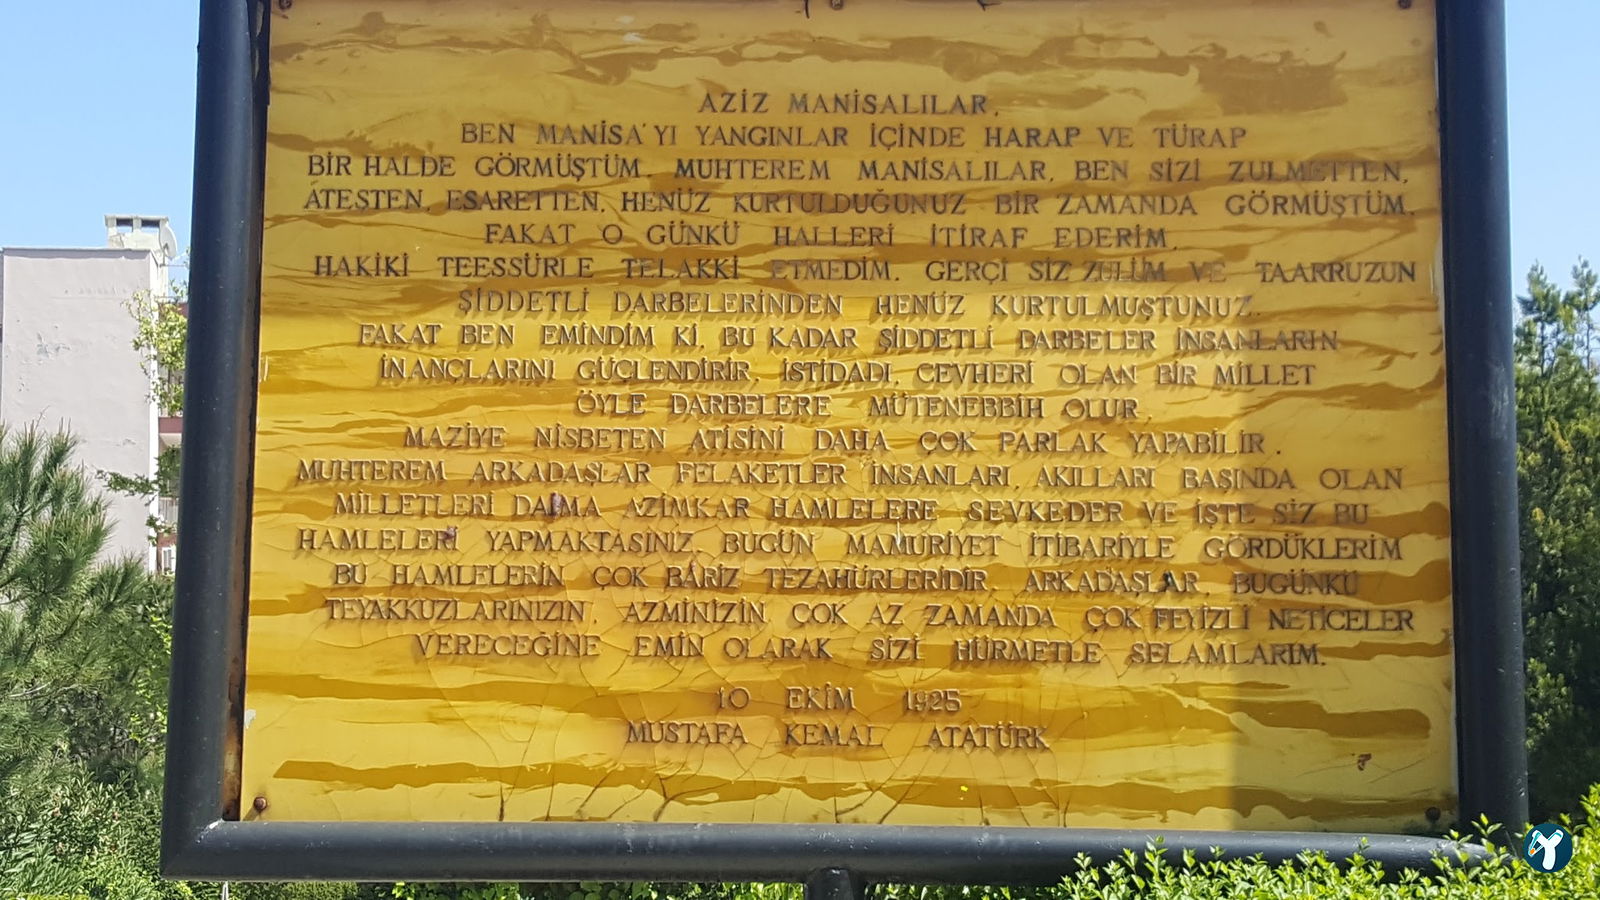 AZİZ MANİSALILAR,
BEN MANİSA'YI YANGINLAR İÇİNDE HARAP VE TÜRAP
BİR HALDE GÖRMÜŞTÜM. MUHTEREM MANİSALILAR, BEN SİZİ ZULMETTEN,
ATEŞTEN, ESARETTEN, HENÜZ KURTULDUĞUNUZ BİR ZAMANDA GÖRMÜŞTÜM.
FAKAT O GÜNKÜ HALLERİ İTİRAF EDERİM,
HAKİKİ TEESSÜRLE TELAKKİ ETMEDİM. GERÇİ SİZ ZULÜM VE TAARRUZUN
ŞİDDETLİ DARBELERİNDEN HENÜZ KURTULMUŞTUNUZ.
FAKAT BEN EMİNDİM Kİ, BU KADAR ŞİDDETLİ DARBELER İNSANLARIN
İNANÇLARINI GÜÇLENDİRİR, İSTİDADI, CEVHERİ OLAN BİR MİLLET
ÖYLE DARBELERE MÜTENEBBİH OLUR,
MAZİYE NİSBETEN ATİSİNİ DAHA ÇOK PARLAK YAPABİLİR.
MUHTEREM ARKADAŞLAR FELAKETLER İNSANLARI, AKILLARI BAŞINDA OLAN
MİLLETLERİ DAİMA AZİMKAR HAMLELERE SEVKEDER VE İŞTE SİZ BU
HAMLELERİ YAPMAKTASINIZ. BUGÜN MAMURİYET İTİBARİYLE GÖRDÜKLERİM
BU HAMLELERİN ÇOK BARİZ TEZAHÜRLERİDİR. ARKADAŞLAR, BUGÜNKÜ
TEYAKKUZLARINIZIN, AZMİNİZİN ÇOK AZ ZAMANDA ÇOK FEYİZLİ NETİCELER
VERECEĞİNE EMİN OLARAK SİZİ HÜRMETLE SELAMLARIM.
10 EKİM 1925
MUSTAFA KEMAL ATATÜRK